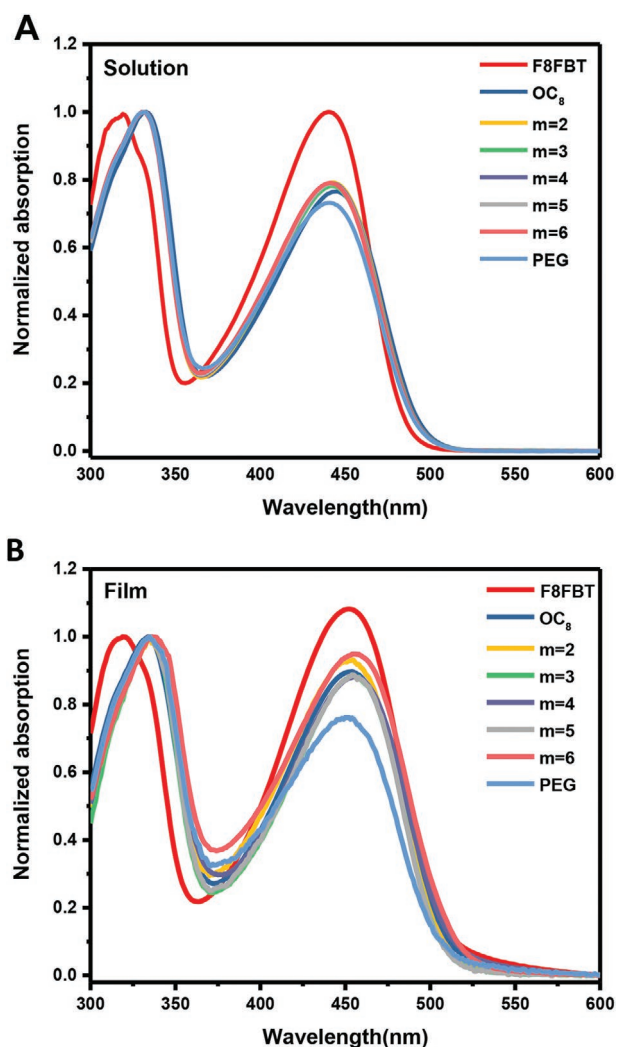 A
Solution
1.2
1.0
0.8
0.6
0.4
0.2
0.0
Normalized absorption
300 350 400 450 500 550 600
Wavelength(nm)
F8FBT
OC8
m=2
m=3
m=4
m=5
m=6
PEG
B
Film
1.2
1.0
0.8
0.6
0.4
0.2
0.0
Normalized absorption
300 350 400 450 500 550 600
Wavelength(nm)
F8FBT
OC8
m=2
m=3
m=4
m=5
m=6
PEG